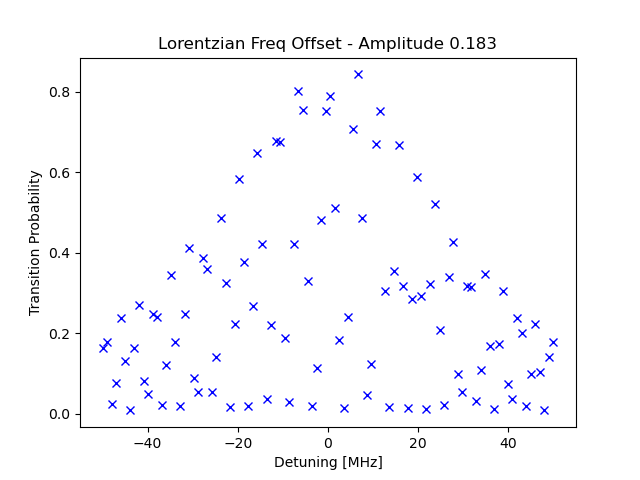 Lorentzian Freq Offset - Amplitude 0.183
Transition Probability
0.8
0.6
0.4
0.2
0.0
−40 −20 0 20 40
Detuning [MHz]